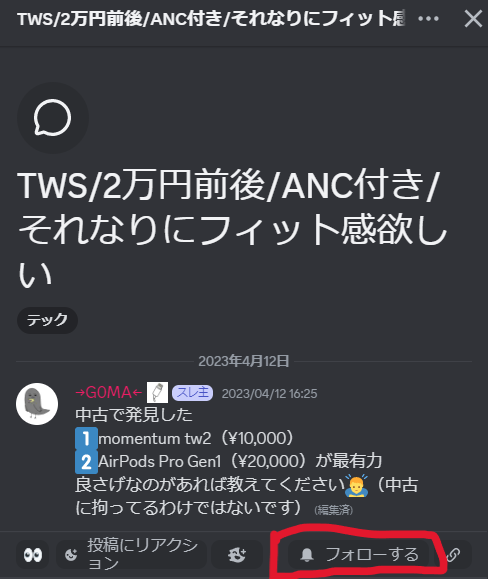 TWS/2万円前後/ANC付き/それなりにフィット感
TWS/2万円前後/ANC付き/
それなりにフィット感欲し
い
テック
2023年4月12日
→G0MA← スレ主 2023/04/12 16:25
中古で発見した
1 momentum tw2（¥10,000）
2 AirPods Pro Gen1（¥20,000）が最有力
良さげなのがあれば教えてください🙇‍♂️（中古
に拘ってるわけではないです） (編集済)
投稿にリアクシ
ョン
フォローする